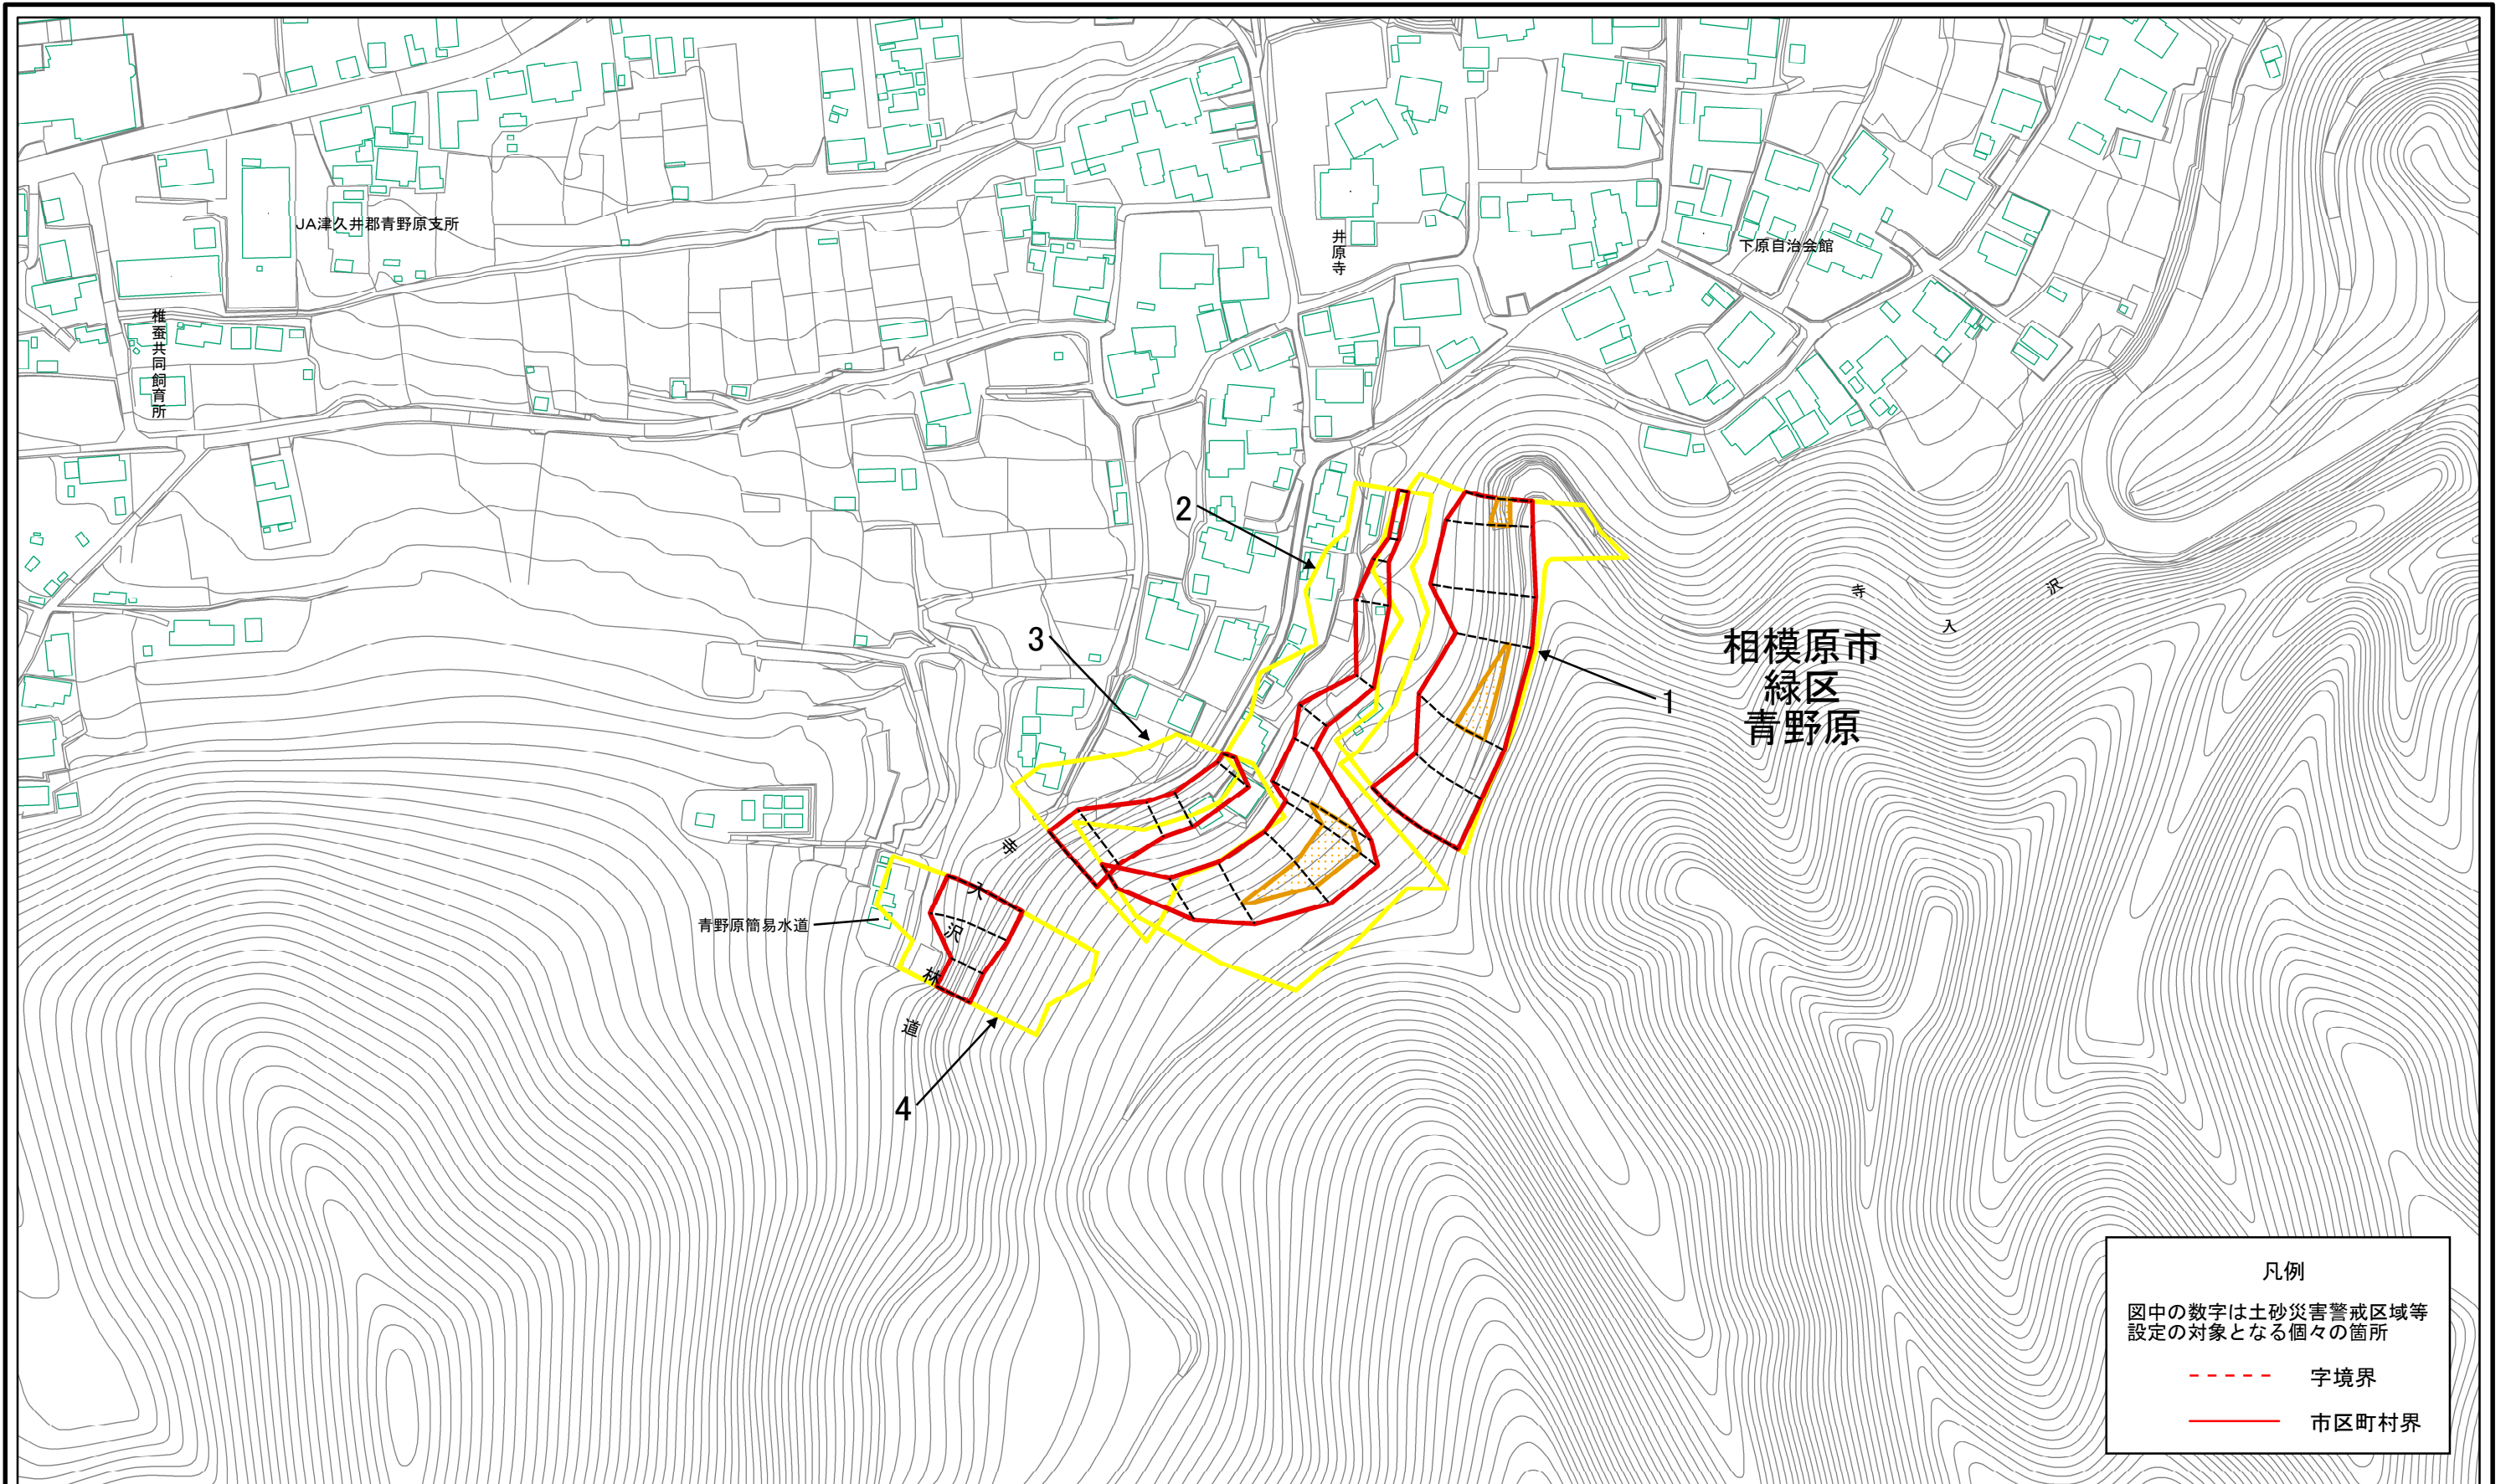 JA津久井郡青野原支所
井原寺
下原自治会館
稚蚕共同飼育所
2
寺
入
沢
3
相模原市
緑区
青野原
1
寺
入
沢
林
道
青野原簡易水道
4
凡例
図中の数字は土砂災害警戒区域等
設定の対象となる個々の箇所
字境界
市区町村界